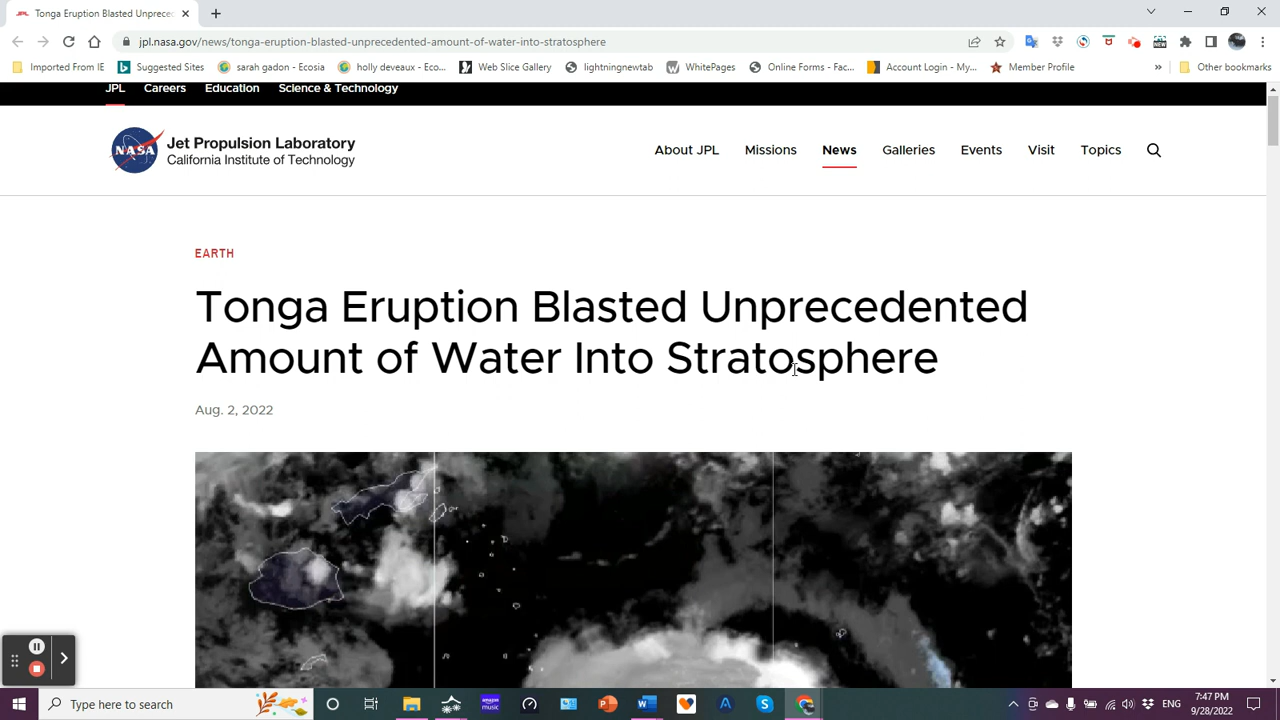 Tonga Eruption Blasted Unprecec
jpl.nasa.gov/news/tonga-eruption-blasted-unprecedented-amount-of-water-into-stratosphere
Imported From IE
Suggested Sites
sarah gadon - Ecosia
holly deveaux - Eco...
Web Slice Gallery
lightningnewtab
WhitePages
Online Forms - Fac...
Account Login - My...
Member Profile
»
Other bookmarks
JPL
Careers
Education
Science & Technology
NASA
Jet Propulsion Laboratory
California Institute of Technology
About JPL
Missions
News
Galleries
Events
Visit
Topics
EARTH
Tonga Eruption Blasted Unprecedented
Amount of Water Into Stratosphere
Aug. 2, 2022
Type here to search
amazon
music
ENG
7:47 PM
9/28/2022